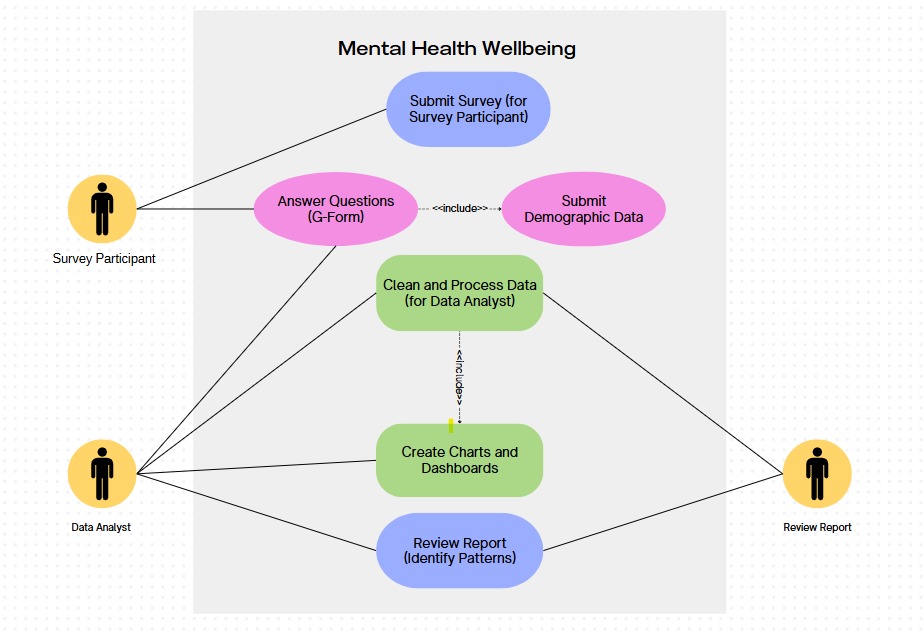 Mental Health Wellbeing
Submit Survey (for
Survey Participant)
Answer Questions
(G-Form)
<<include>>
Submit
Demographic Data
Survey Participant
Clean and Process Data
(for Data Analyst)
<<include>>
Create Charts and
Dashboards
Data Analyst
Review Report
Review Report
(Identify Patterns)